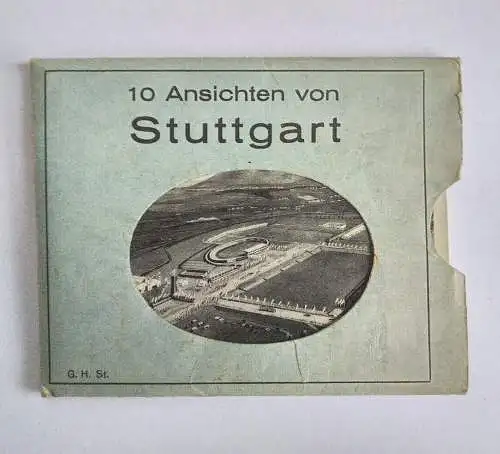 10 Ansichten von
Stuttgart
G. H. St.